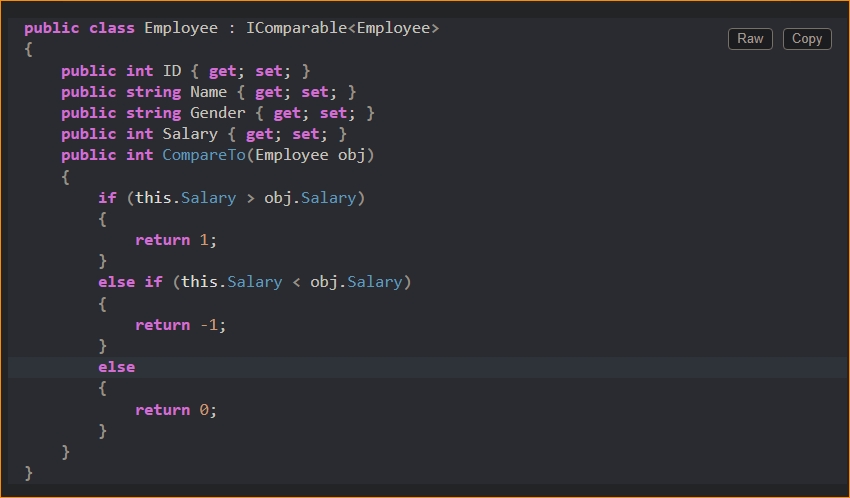 public class Employee : IComparable<Employee>
{
Raw Copy
    public int ID { get; set; }
    public string Name { get; set; }
    public string Gender { get; set; }
    public int Salary { get; set; }
    public int CompareTo(Employee obj)
    {
        if (this.Salary > obj.Salary)
        {
            return 1;
        }
        else if (this.Salary < obj.Salary)
        {
            return -1;
        }
        else
        {
            return 0;
        }
    }
}